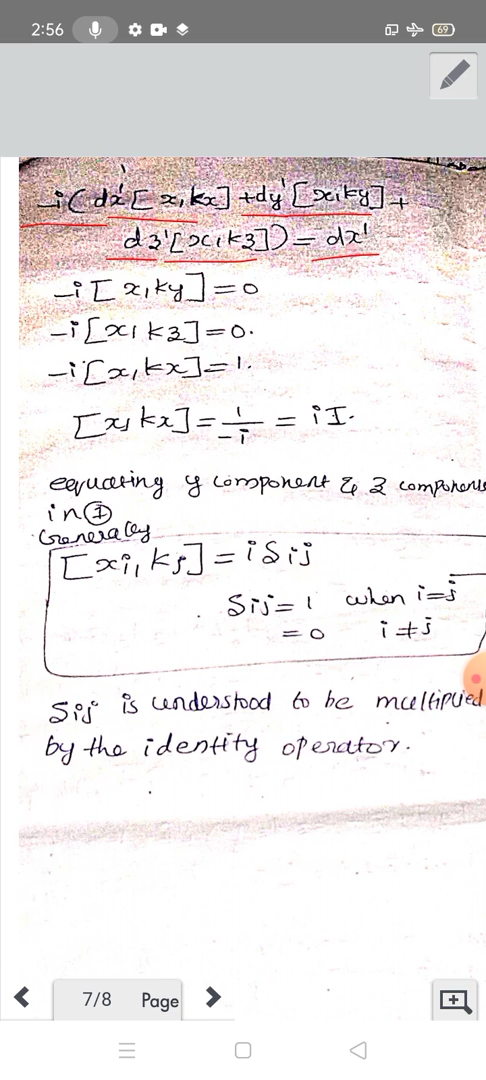 2:56
69
-i(dx'[x,kx]+dy'[x,ky]+
dz'[x,kz])=dx'
-i[x,ky]=0
-i[x,kz]=0.
-i[x,kx]=1.
[x,kx]=1/-i=iI.
equating y component & z components
in ①
Generally
[xi,kj]=iδij
δij=1 when i=j
=0 i≠j
δij is understood to be multiplied
by the identity operator.
7/8 Page